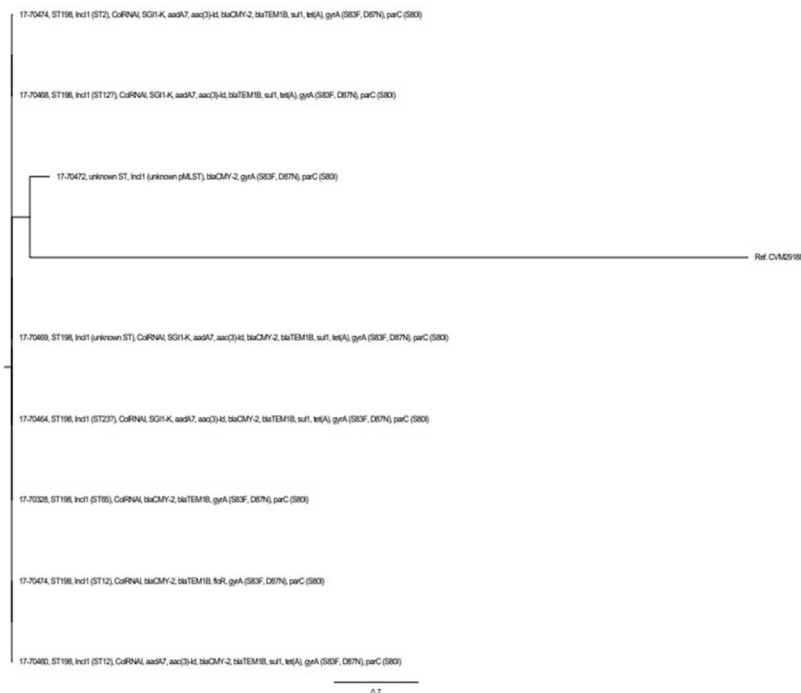 17-70474, ST198, IncI1 (ST2), ColRNAI, SGI1-K, aadA7, aac(3)-Id, blaCMY-2, blaTEM1B, sul1, tet(A), gyrA (S83F, D87N), parC (S80I)
17-70468, ST198, IncI1 (ST12?), ColRNAI, SGI1-K, aadA7, aac(3)-Id, blaTEM1B, sul1, tet(A), gyrA (S83F, D87N), parC (S80I)
17-70472, unknown ST, IncI1 (unknown pMLST), blaCMY-2, gyrA (S83F, D87N), parC (S80I)
Ref. CVM29188
17-70469, ST198, IncI1 (unknown ST), ColRNAI, SGI1-K, aadA7, aac(3)-Id, blaCMY-2, blaTEM1B, sul1, tet(A), gyrA (S83F, D87N), parC (S80I)
17-70464, ST198, IncI1 (ST23?), ColRNAI, SGI1-K, aadA7, aac(3)-Id, blaCMY-2, blaTEM1B, sul1, tet(A), gyrA (S83F, D87N), parC (S80I)
17-70328, ST198, IncI1 (ST65), ColRNAI, blaCMY-2, blaTEM1B, gyrA (S83F, D87N), parC (S80I)
17-70474, ST198, IncI1 (ST12), ColRNAI, blaCMY-2, blaTEM1B, floR, gyrA (S83F, D87N), parC (S80I)
17-70460, ST198, IncI1 (ST12), ColRNAI, aadA7, aac(3)-Id, blaCMY-2, blaTEM1B, sul1, tet(A), gyrA (S83F, D87N), parC (S80I)
0.7